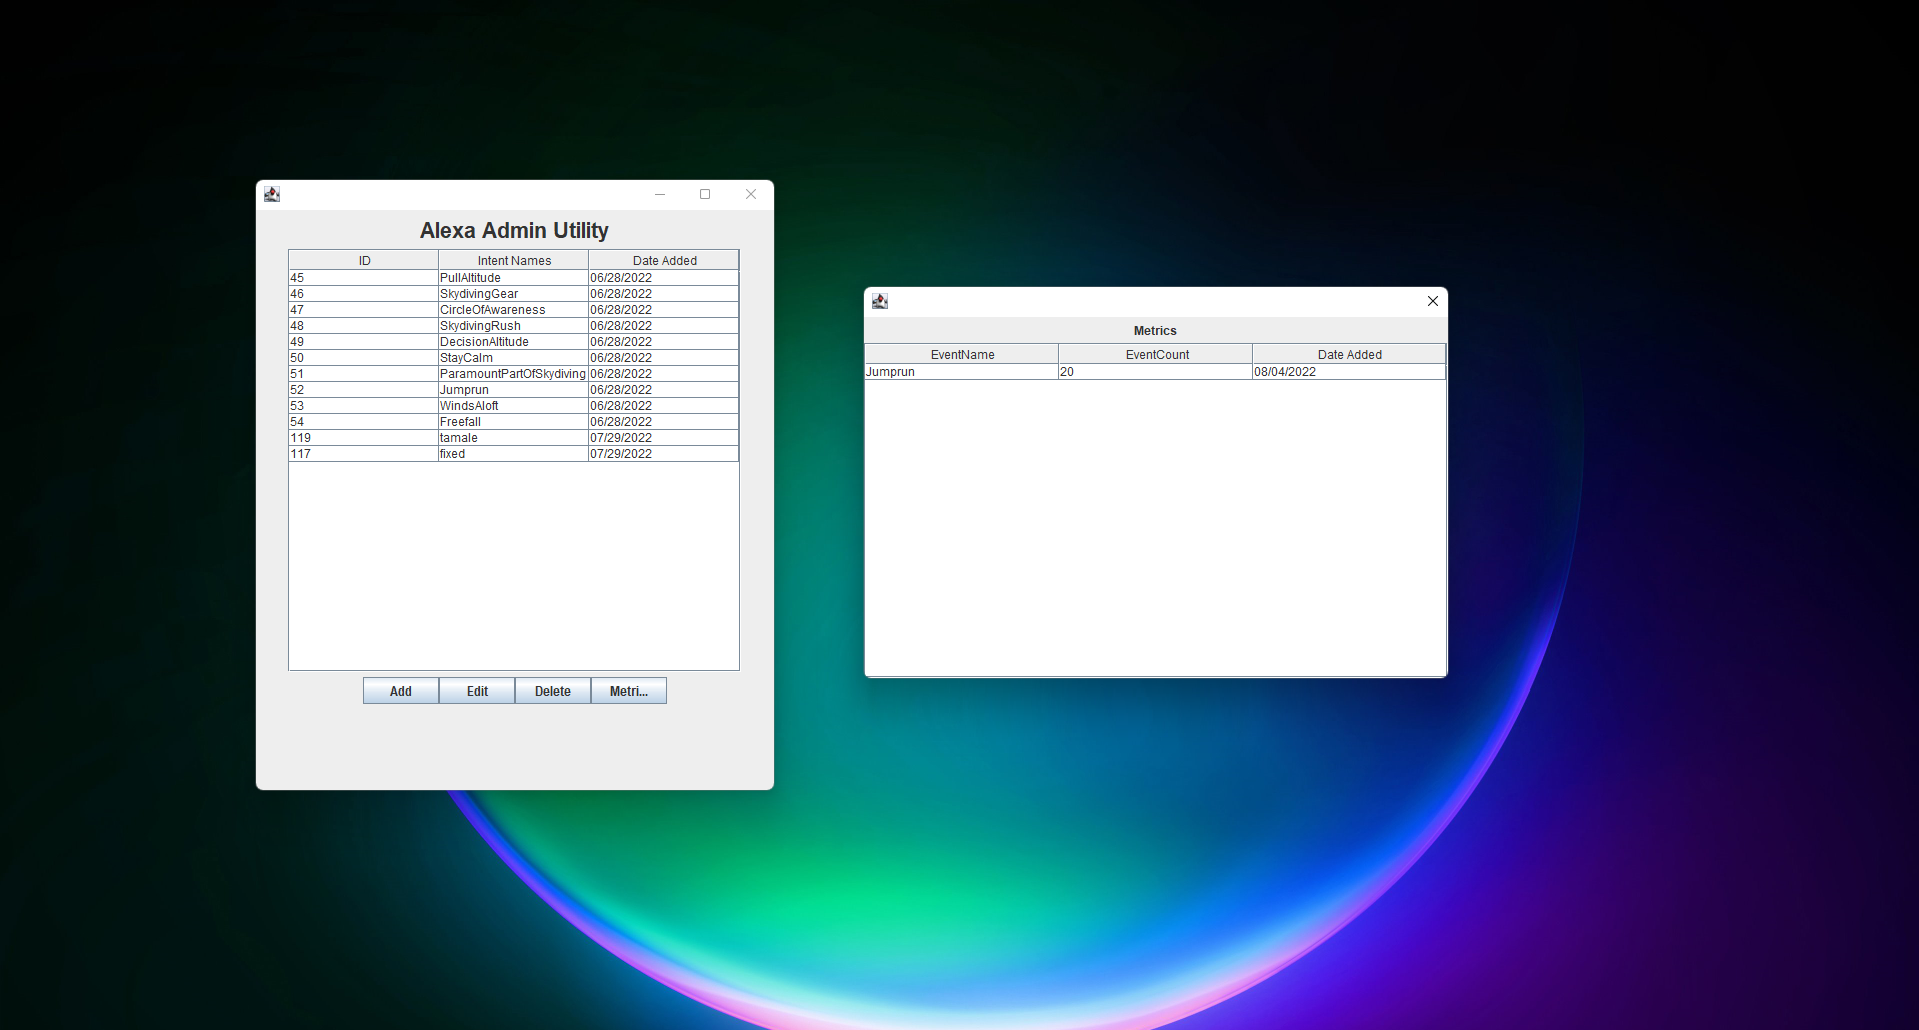 Alexa Admin Utility
ID Intent Names Date Added
45 PullAltitude 06/28/2022
46 SkydivingGear 06/28/2022
47 CircleOfAwareness 06/28/2022
48 SkydivingRush 06/28/2022
49 DecisionAltitude 06/28/2022
50 StayCalm 06/28/2022
51 ParamountPartOfSkydiving 06/28/2022
52 Jumprun 06/28/2022
53 WindsAloft 06/28/2022
54 Freefall 06/28/2022
119 tamale 07/29/2022
117 fixed 07/29/2022
Add Edit Delete Metri...
Metrics
EventName EventCount Date Added
Jumprun 20 08/04/2022